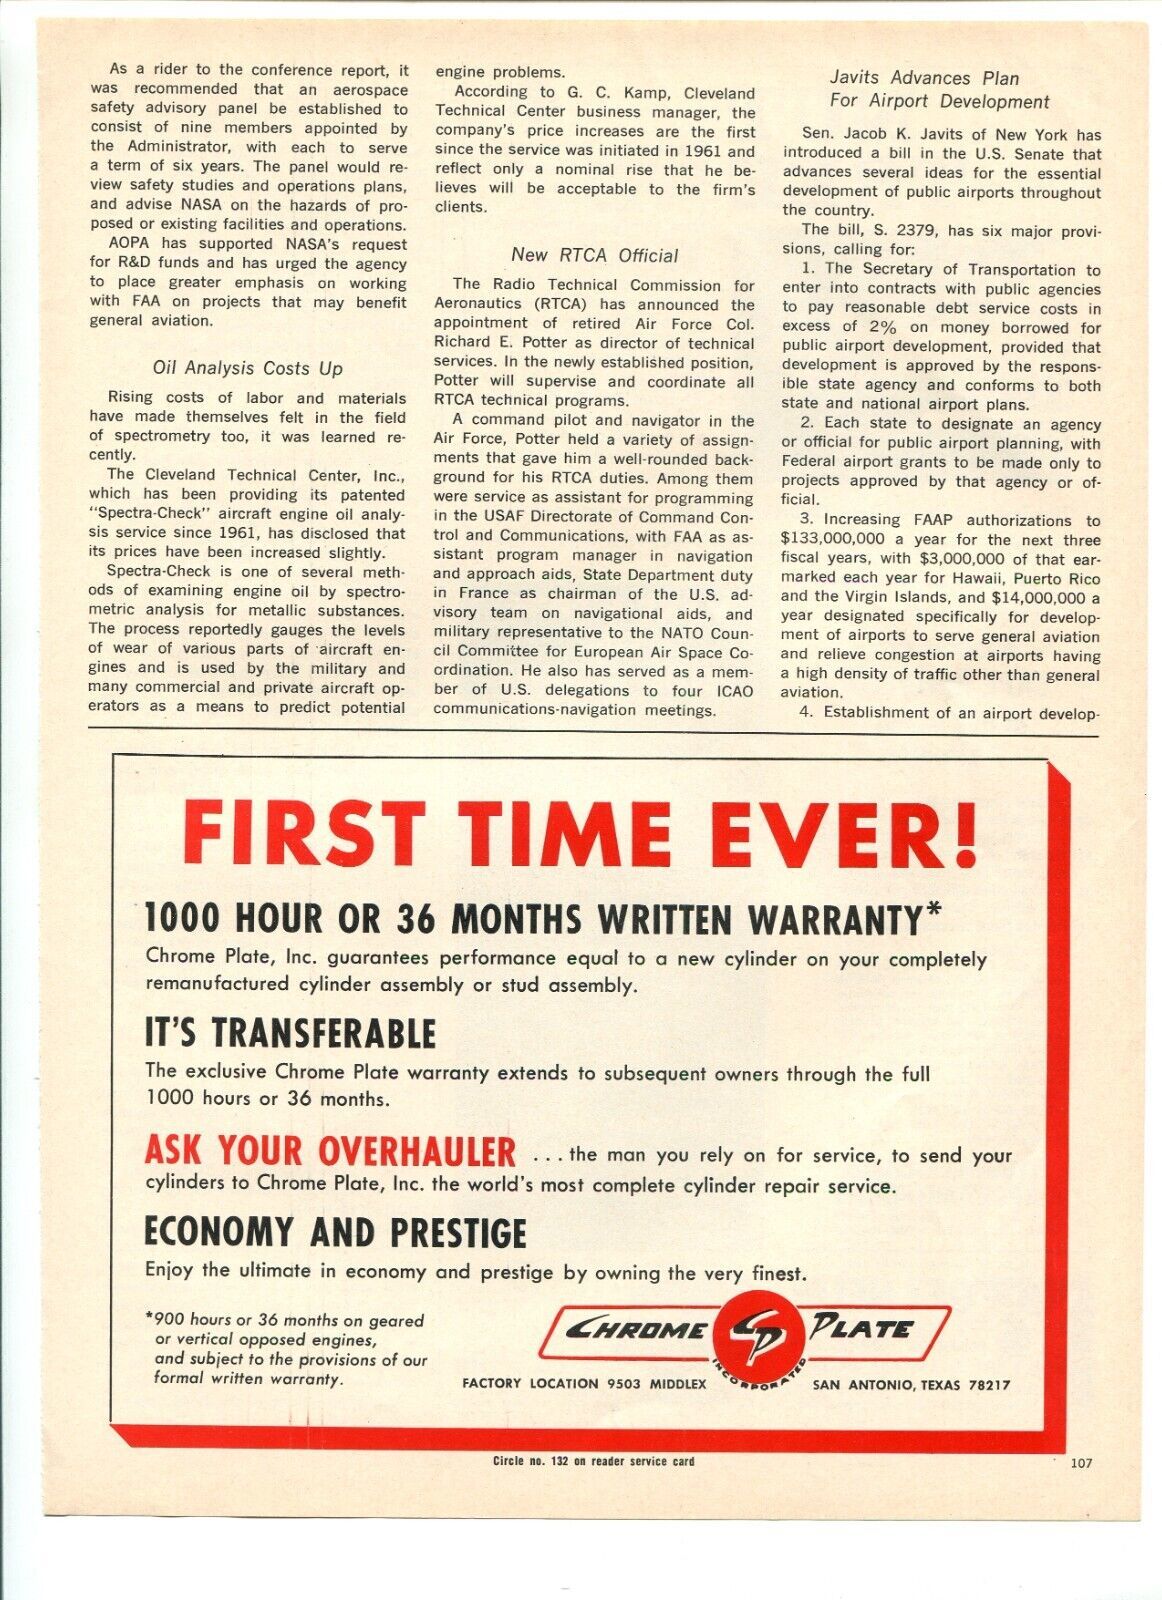 As a rider to the conference report, it
was recommended that an aerospace
safety advisory panel be established to
consist of nine members appointed by
the Administrator, with each to serve
a term of six years. The panel would re-
view safety studies and operations plans,
and advise NASA on the hazards of pro-
posed or existing facilities and operations.
AOPA has supported NASA's request
for R&D funds and has urged the agency
to place greater emphasis on working
with FAA on projects that may benefit
general aviation.
Oil Analysis Costs Up
Rising costs of labor and materials
have made themselves felt in the field
of spectrometry too, it was learned re-
cently.
The Cleveland Technical Center, Inc.,
which has been providing its patented
"Spectra-Check" aircraft engine oil analy-
sis service since 1961, has disclosed that
its prices have been increased slightly.
Spectra-Check is one of several meth-
ods of examining engine oil by spectro-
metric analysis for metallic substances.
The process reportedly gauges the levels
of wear of various parts of aircraft en-
gines and is used by the military and
many commercial and private aircraft op-
erators as a means to predict potential
engine problems.
According to G. C. Kamp, Cleveland
Technical Center business manager, the
company's price increases are the first
since the service was initiated in 1961 and
reflect only a nominal rise that he be-
lieves will be acceptable to the firm's
clients.
New RTCA Official
The Radio Technical Commission for
Aeronautics (RTCA) has announced the
appointment of retired Air Force Col.
Richard E. Potter as director of technical
services. In the newly established position,
Potter will supervise and coordinate all
RTCA technical programs.
A command pilot and navigator in the
Air Force, Potter held a variety of assign-
ments that gave him a well-rounded back-
ground for his RTCA duties. Among them
were service as assistant for programming
in the USAF Directorate of Command Con-
trol and Communications, with FAA as as-
sistant program manager in navigation
and approach aids, State Department duty
in France as chairman of the U.S. ad-
visory team on navigational aids, and
military representative to the NATO Coun-
cil Committee for European Air Space Co-
ordination. He also has served as a mem-
ber of U.S. delegations to four ICAO
communications-navigation meetings.
Javits Advances Plan
For Airport Development
Sen. Jacob K. Javits of New York has
introduced a bill in the U.S. Senate that
advances several ideas for the essential
development of public airports throughout
the country.
The bill, S. 2379, has six major provi-
sions, calling for:
1. The Secretary of Transportation to
enter into contracts with public agencies
to pay reasonable debt service costs in
excess of 2% on money borrowed for
public airport development, provided that
development is approved by the respons-
ible state agency and conforms to both
state and national airport plans.
2. Each state to designate an agency
or official for public airport planning, with
Federal airport grants to be made only to
projects approved by that agency or of-
ficial.
3. Increasing FAAP authorizations to
$133,000,000 a year for the next three
fiscal years, with $3,000,000 of that ear-
marked each year for Hawaii, Puerto Rico
and the Virgin Islands, and $14,000,000 a
year designated specifically for develop-
ment of airports to serve general aviation
and relieve congestion at airports having
a high density of traffic other than general
aviation.
4. Establishment of an airport develop-
FIRST TIME EVER!
1000 HOUR OR 36 MONTHS WRITTEN WARRANTY*
Chrome Plate, Inc. guarantees performance equal to a new cylinder on your completely
remanufactured cylinder assembly or stud assembly.
IT'S TRANSFERABLE
The exclusive Chrome Plate warranty extends to subsequent owners through the full
1000 hours or 36 months.
ASK YOUR OVERHAULER ... the man you rely on for service, to send your
cylinders to Chrome Plate, Inc. the world's most complete cylinder repair service.
ECONOMY AND PRESTIGE
Enjoy the ultimate in economy and prestige by owning the very finest.
*900 hours or 36 months on geared
or vertical opposed engines,
and subject to the provisions of our
formal written warranty.
CHROME CP PLATE
INCORPORATED
FACTORY LOCATION 9503 MIDDLEX SAN ANTONIO, TEXAS 78217
Circle no. 132 on reader service card
107